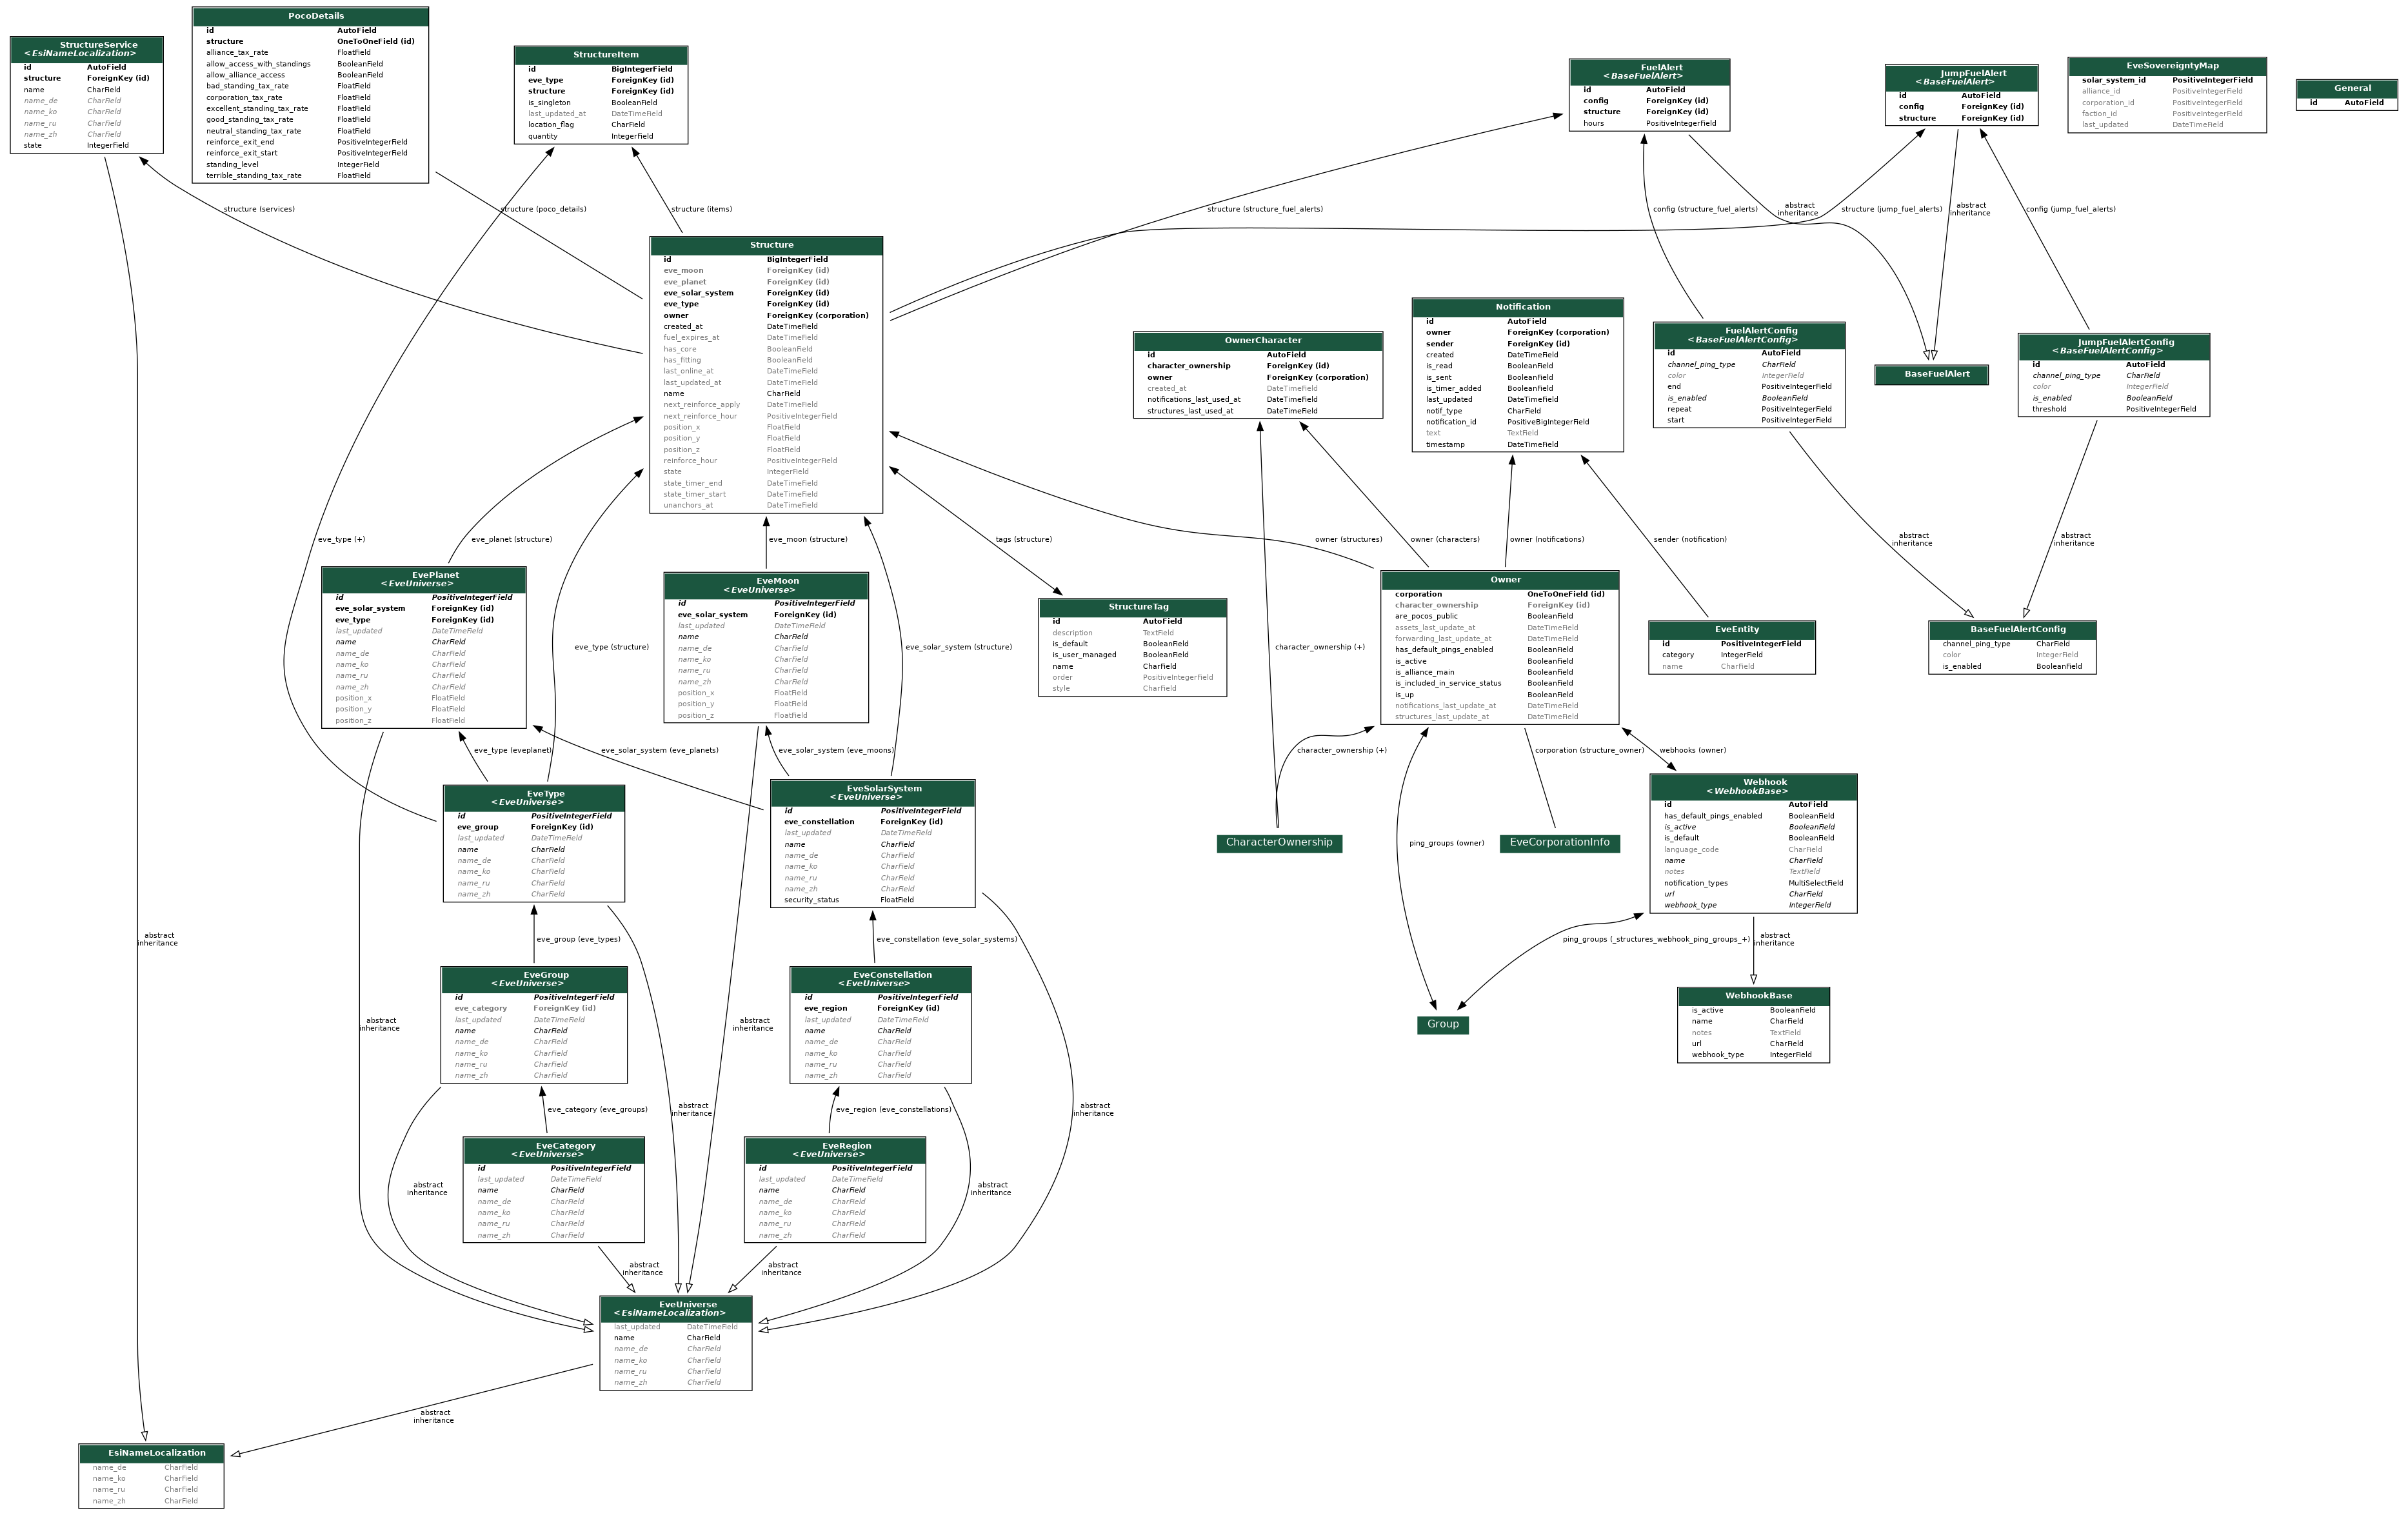 PocoDetails
id AutoField
structure OneToOneField (id)
alliance_tax_rate FloatField
allow_access_with_standings BooleanField
allow_alliance_access BooleanField
bad_standing_tax_rate FloatField
corporation_tax_rate FloatField
excellent_standing_tax_rate FloatField
good_standing_tax_rate FloatField
neutral_standing_tax_rate FloatField
reinforce_exit_end PositiveIntegerField
reinforce_exit_start PositiveIntegerField
standing_level IntegerField
terrible_standing_tax_rate FloatField
StructureService
<EsiNameLocalization>
id AutoField
structure ForeignKey (id)
name CharField
name_de CharField
name_ko CharField
name_ru CharField
name_zh CharField
state IntegerField
StructureItem
id BigIntegerField
eve_type ForeignKey (id)
structure ForeignKey (id)
is_singleton BooleanField
last_updated_at DateTimeField
location_flag CharField
quantity IntegerField
FuelAlert
<BaseFuelAlert>
id AutoField
config ForeignKey (id)
structure ForeignKey (id)
hours PositiveIntegerField
JumpFuelAlert
<BaseFuelAlert>
id AutoField
config ForeignKey (id)
structure ForeignKey (id)
EveSovereigntyMap
solar_system_id PositiveIntegerField
alliance_id PositiveIntegerField
corporation_id PositiveIntegerField
faction_id PositiveIntegerField
last_updated DateTimeField
General
id AutoField
structure (services)
structure (poco_details)
structure (items)
structure (structure_fuel_alerts)
config (structure_fuel_alerts)
abstract
inheritance
structure (jump_fuel_alerts)
abstract
inheritance
config (jump_fuel_alerts)
Structure
id BigIntegerField
eve_moon ForeignKey (id)
eve_planet ForeignKey (id)
eve_solar_system ForeignKey (id)
eve_type ForeignKey (id)
owner ForeignKey (corporation)
created_at DateTimeField
fuel_expires_at DateTimeField
has_core BooleanField
has_fitting BooleanField
last_online_at DateTimeField
last_updated_at DateTimeField
name CharField
next_reinforce_apply DateTimeField
next_reinforce_hour PositiveIntegerField
position_x FloatField
position_y FloatField
position_z FloatField
reinforce_hour PositiveIntegerField
state IntegerField
state_timer_end DateTimeField
state_timer_start DateTimeField
unanchors_at DateTimeField
OwnerCharacter
id AutoField
character_ownership ForeignKey (id)
owner ForeignKey (corporation)
created_at DateTimeField
notifications_last_used_at DateTimeField
structures_last_used_at DateTimeField
Notification
id AutoField
owner ForeignKey (corporation)
sender ForeignKey (id)
created DateTimeField
is_read BooleanField
is_sent BooleanField
is_timer_added BooleanField
last_updated DateTimeField
notif_type CharField
notification_id PositiveBigIntegerField
text TextField
timestamp DateTimeField
FuelAlertConfig
<BaseFuelAlertConfig>
id AutoField
channel_ping_type CharField
color IntegerField
end PositiveIntegerField
is_enabled BooleanField
repeat PositiveIntegerField
start PositiveIntegerField
BaseFuelAlert
JumpFuelAlertConfig
<BaseFuelAlertConfig>
id AutoField
channel_ping_type CharField
color IntegerField
is_enabled BooleanField
threshold PositiveIntegerField
eve_type (+)
eve_planet (structure)
eve_moon (structure)
tags (structure)
owner (structures)
owner (characters)
owner (notifications)
sender (notification)
abstract
inheritance
abstract
inheritance
EvePlanet
<EveUniverse>
id PositiveIntegerField
eve_solar_system ForeignKey (id)
eve_type ForeignKey (id)
last_updated DateTimeField
name CharField
name_de CharField
name_ko CharField
name_ru CharField
name_zh CharField
position_x FloatField
position_y FloatField
position_z FloatField
eve_type (structure)
EveMoon
<EveUniverse>
id PositiveIntegerField
eve_solar_system ForeignKey (id)
last_updated DateTimeField
name CharField
name_de CharField
name_ko CharField
name_ru CharField
name_zh CharField
position_x FloatField
position_y FloatField
position_z FloatField
eve_solar_system (structure)
StructureTag
id AutoField
description TextField
is_default BooleanField
is_user_managed BooleanField
name CharField
order PositiveIntegerField
style CharField
character_ownership (+)
Owner
corporation OneToOneField (id)
character_ownership ForeignKey (id)
are_pocos_public BooleanField
assets_last_update_at DateTimeField
forwarding_last_update_at DateTimeField
has_default_pings_enabled BooleanField
is_active BooleanField
is_alliance_main BooleanField
is_included_in_service_status BooleanField
is_up BooleanField
notifications_last_update_at DateTimeField
structures_last_update_at DateTimeField
EveEntity
id PositiveIntegerField
category IntegerField
name CharField
BaseFuelAlertConfig
channel_ping_type CharField
color IntegerField
is_enabled BooleanField
eve_type (eveplanet)
eve_solar_system (eve_planets)
eve_solar_system (eve_moons)
character_ownership (+)
corporation (structure_owner)
webhooks (owner)
EveType
<EveUniverse>
id PositiveIntegerField
eve_group ForeignKey (id)
last_updated DateTimeField
name CharField
name_de CharField
name_ko CharField
name_ru CharField
name_zh CharField
EveSolarSystem
<EveUniverse>
id PositiveIntegerField
eve_constellation ForeignKey (id)
last_updated DateTimeField
name CharField
name_de CharField
name_ko CharField
name_ru CharField
name_zh CharField
security_status FloatField
CharacterOwnership
ping_groups (owner)
EveCorporationInfo
Webhook
<WebhookBase>
id AutoField
has_default_pings_enabled BooleanField
is_active BooleanField
is_default BooleanField
language_code CharField
name CharField
notes TextField
notification_types MultiSelectField
url CharField
webhook_type IntegerField
abstract
inheritance
eve_group (eve_types)
eve_constellation (eve_solar_systems)
ping_groups (_structures_webhook_ping_groups_+)
abstract
inheritance
abstract
inheritance
EveGroup
<EveUniverse>
id PositiveIntegerField
eve_category ForeignKey (id)
last_updated DateTimeField
name CharField
name_de CharField
name_ko CharField
name_ru CharField
name_zh CharField
abstract
inheritance
EveConstellation
<EveUniverse>
id PositiveIntegerField
eve_region ForeignKey (id)
last_updated DateTimeField
name CharField
name_de CharField
name_ko CharField
name_ru CharField
name_zh CharField
Group
WebhookBase
is_active BooleanField
name CharField
notes TextField
url CharField
webhook_type IntegerField
eve_category (eve_groups)
abstract
inheritance
eve_region (eve_constellations)
abstract
inheritance
abstract
inheritance
EveCategory
<EveUniverse>
id PositiveIntegerField
last_updated DateTimeField
name CharField
name_de CharField
name_ko CharField
name_ru CharField
name_zh CharField
EveRegion
<EveUniverse>
id PositiveIntegerField
last_updated DateTimeField
name CharField
name_de CharField
name_ko CharField
name_ru CharField
name_zh CharField
abstract
inheritance
abstract
inheritance
abstract
inheritance
EveUniverse
<EsiNameLocalization>
last_updated DateTimeField
name CharField
name_de CharField
name_ko CharField
name_ru CharField
name_zh CharField
abstract
inheritance
EsiNameLocalization
name_de CharField
name_ko CharField
name_ru CharField
name_zh CharField